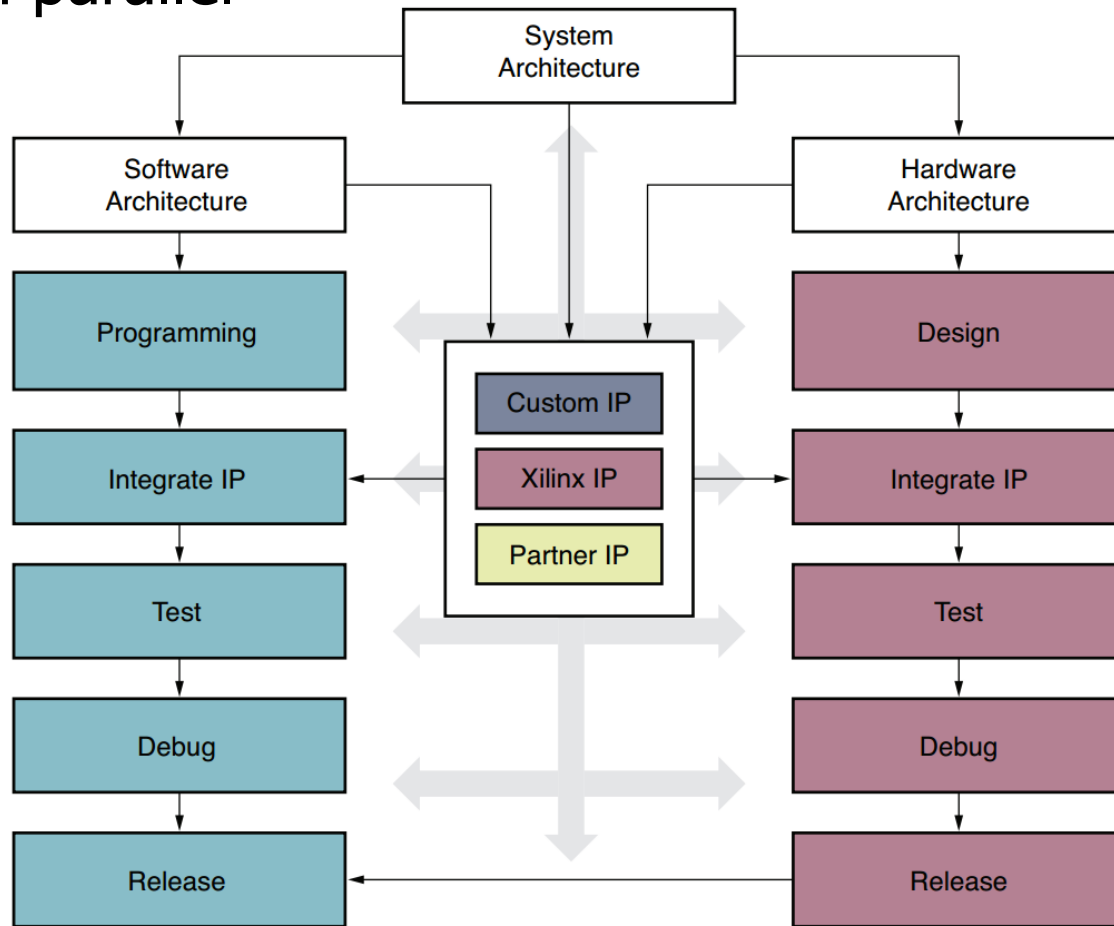 parallel
System
Architecture
Software
Architecture
Hardware
Architecture
Programming
Design
Custom IP
Integrate IP
Xilinx IP
Integrate IP
Partner IP
Test
Test
Debug
Debug
Release
Release